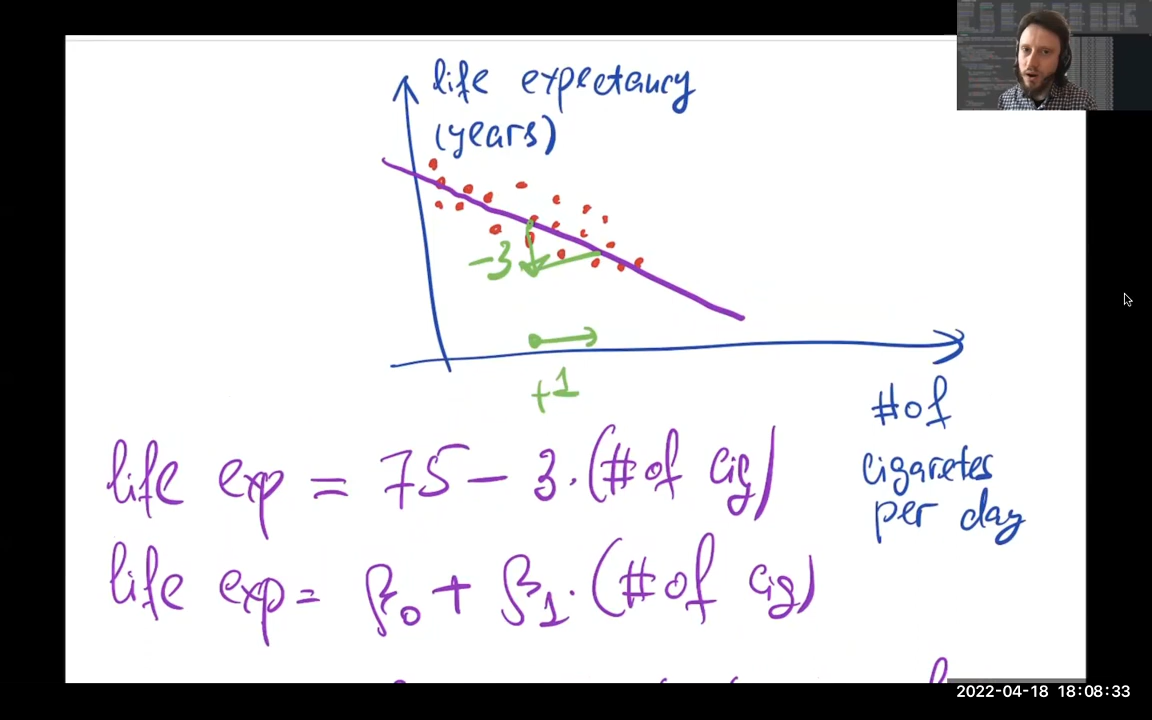 life expectancy
(years)
-3
+1
# of
cigaretes
per day
life exp = 75 - 3·(# of cig)
life exp = β₀ + β₁·(# of cig)
2022-04-18 18:08:33